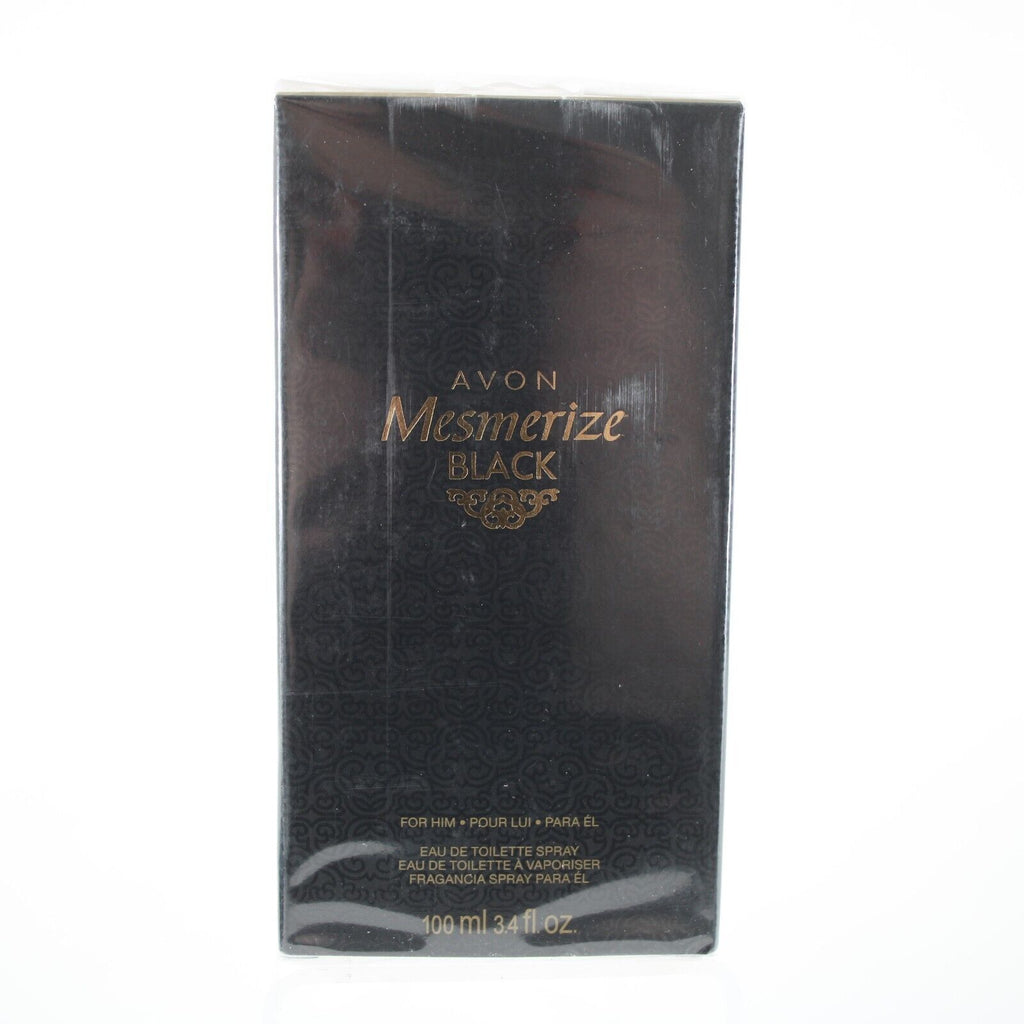 AVON
Mesmerize
BLACK
FOR HIM • POUR LUI • PARA ÉL
EAU DE TOILETTE SPRAY
EAU DE TOILETTE À VAPORISER
FRAGANCIA SPRAY PARA ÉL
100 ml 3.4 fl oz.